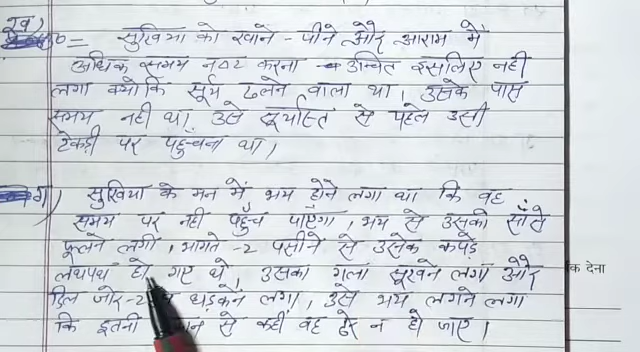 ख)
उ०= सुखिया को खाने - पीने और आराम में
अधिक समय नष्ट करना उचित इसलिए नही
लगा क्योंकि सूर्य ढलने वाला था, उसके पास
समय नही था, उसे सूर्यास्त से पहले उसी
टेकड़ी पर पहुचना था।
ग) सुखिया के मन में भय होने लगा था कि वह
समय पर नहीं पहुँच पाएगा, भय से उसकी साँसे
फूलने लगी, भागते -2 पसीने से उसके कपड़े
लथपथ हो गए थे, उसका गला सूखने लगा और
दिल जोर-2 धड़कने लगा, उसे भय लगने लगा
कि इतनी से कहीं वह ढेर न हो जाए।
क देना